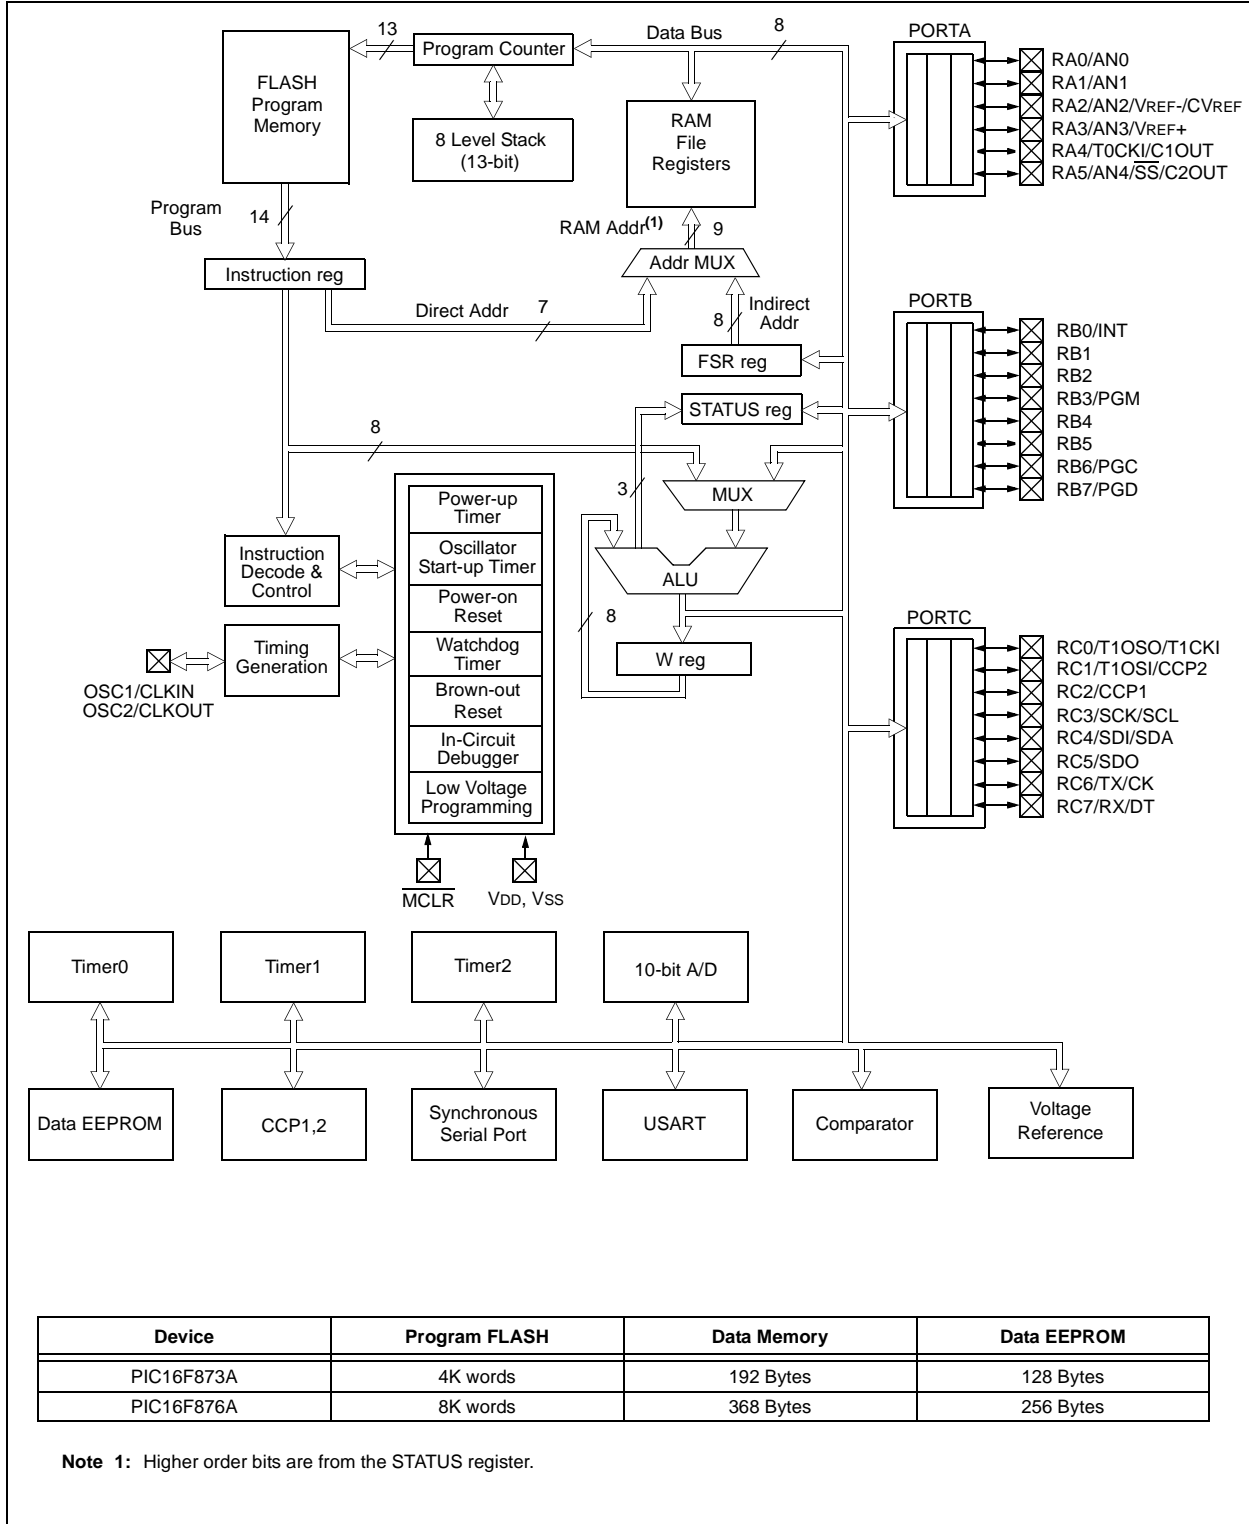 13
Program Counter
Data Bus
8
FLASH
Program
Memory
8 Level Stack
(13-bit)
RAM
File
Registers
Program
Bus
14
RAM Addr(1)
9
Instruction reg
Addr MUX
Direct Addr
7
8
Indirect
Addr
FSR reg
STATUS reg
8
3
MUX
ALU
8
W reg
Power-up
Timer
Oscillator
Start-up Timer
Power-on
Reset
Watchdog
Timer
Brown-out
Reset
In-Circuit
Debugger
Low Voltage
Programming
Instruction
Decode &
Control
Timing
Generation
OSC1/CLKIN
OSC2/CLKOUT
MCLR
VDD, VSS
PORTA
RA0/AN0
RA1/AN1
RA2/AN2/VREF-/CVREF
RA3/AN3/VREF+
RA4/T0CKI/C1OUT
RA5/AN4/SS/C2OUT
PORTB
RB0/INT
RB1
RB2
RB3/PGM
RB4
RB5
RB6/PGC
RB7/PGD
PORTC
RC0/T1OSO/T1CKI
RC1/T1OSI/CCP2
RC2/CCP1
RC3/SCK/SCL
RC4/SDI/SDA
RC5/SDO
RC6/TX/CK
RC7/RX/DT
Timer0
Timer1
Timer2
10-bit A/D
Data EEPROM
CCP1,2
Synchronous
Serial Port
USART
Comparator
Voltage
Reference
Device Program FLASH Data Memory Data EEPROM
PIC16F873A 4K words 192 Bytes 128 Bytes
PIC16F876A 8K words 368 Bytes 256 Bytes
Note 1: Higher order bits are from the STATUS register.